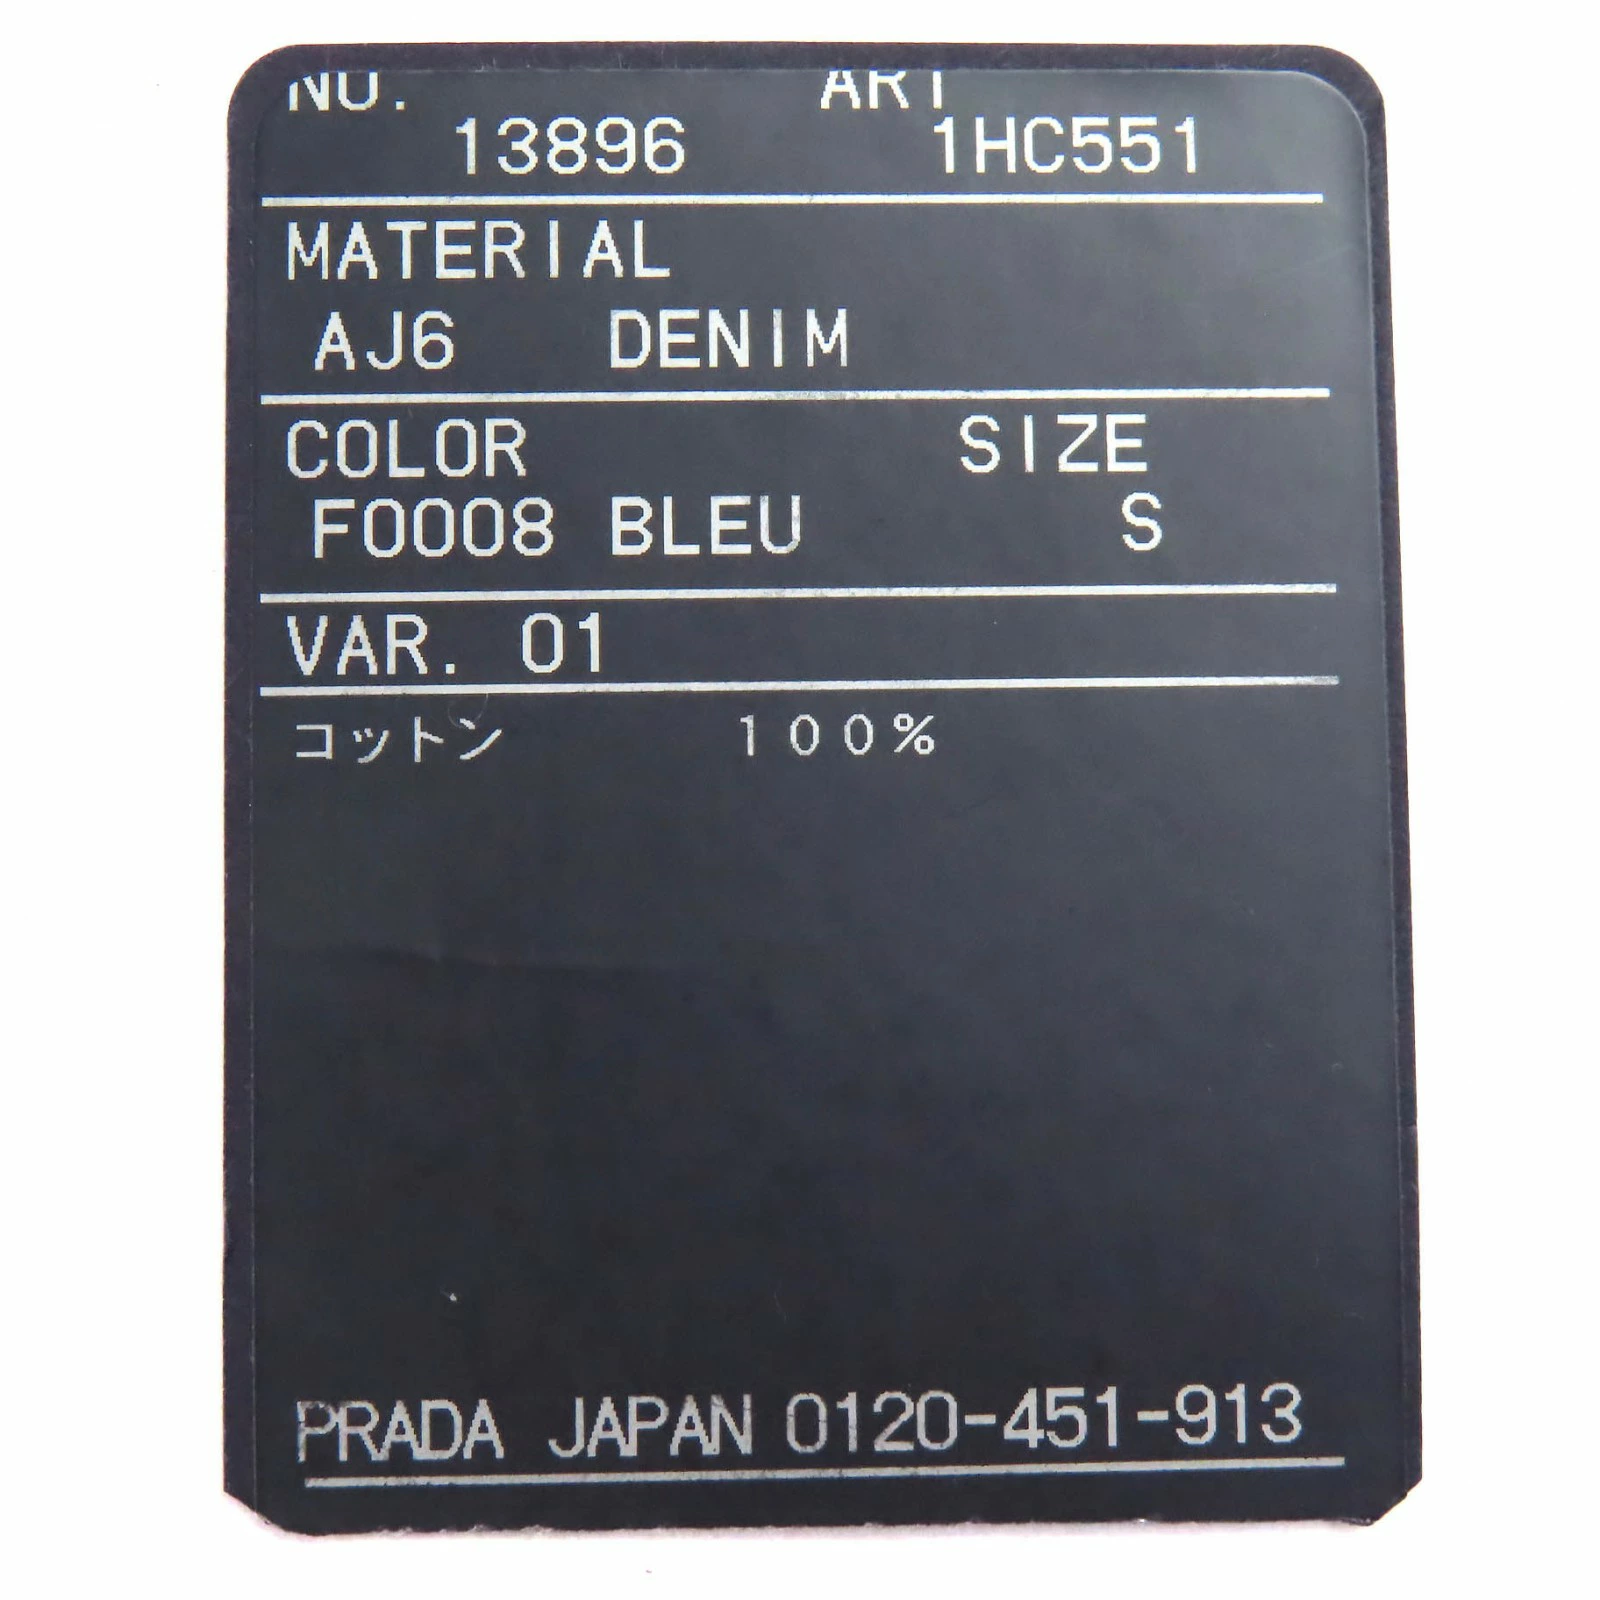 NO. ART
13896 1HC551
MATERIAL
AJ6 DENIM
COLOR SIZE
F0008 BLEU S
VAR. 01
コットン 100%
PRADA JAPAN 0120-451-913